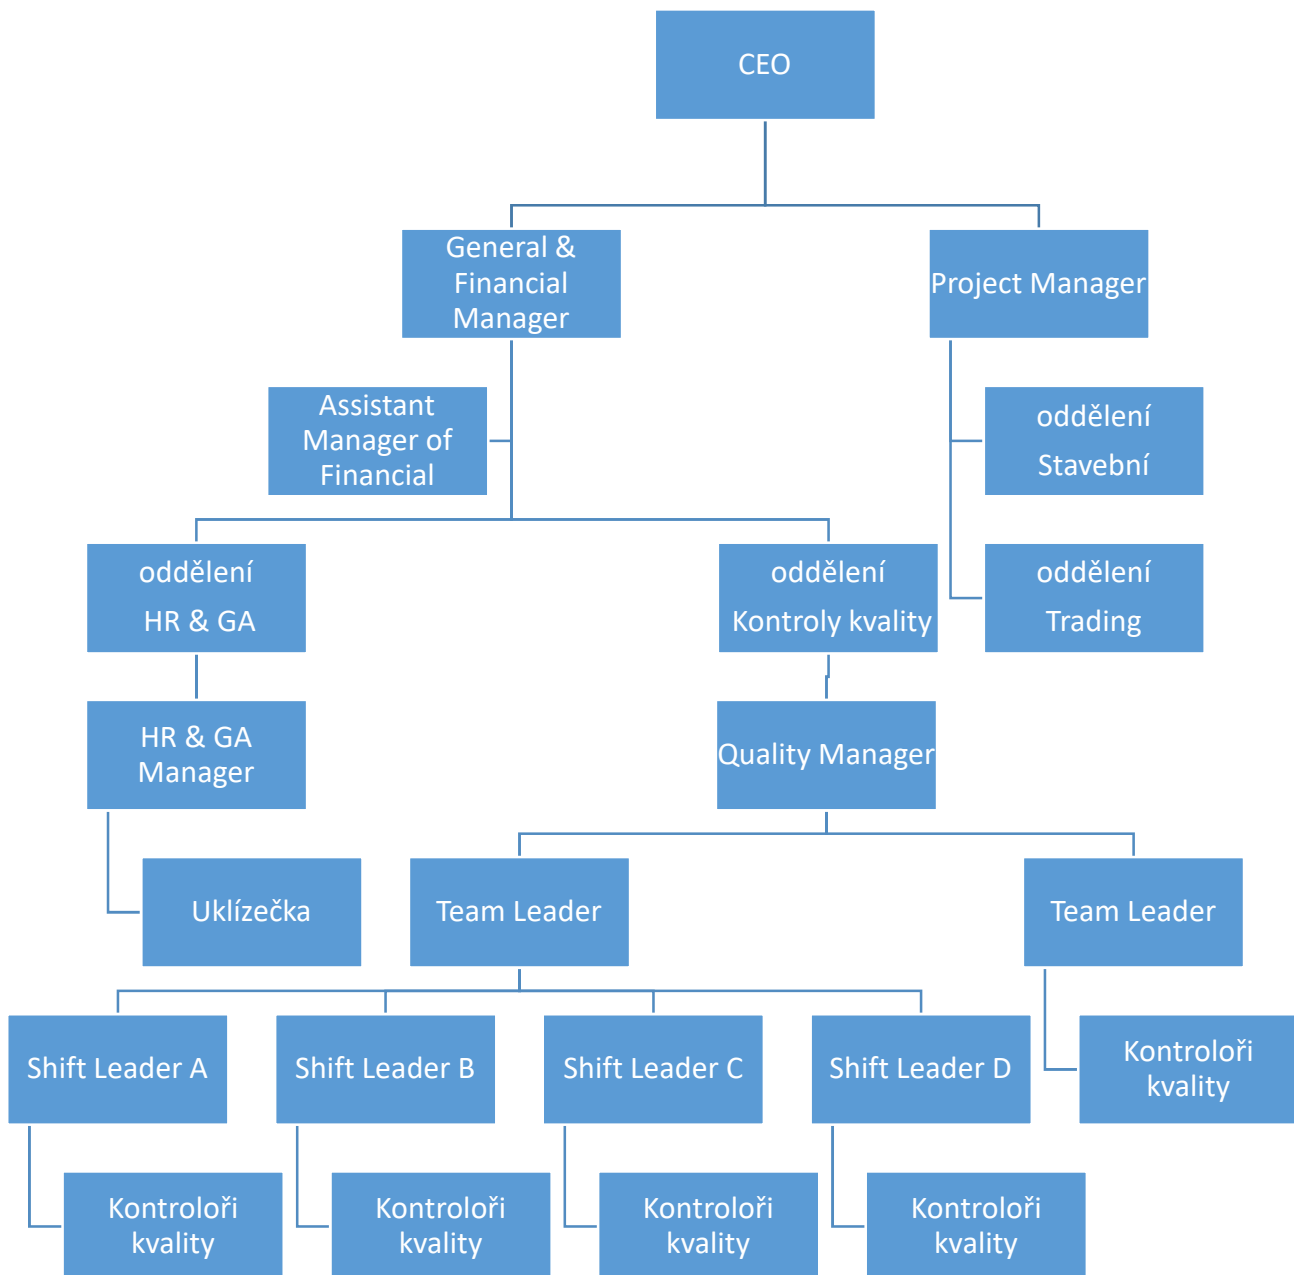 CEO
General &
Financial
Manager
Project Manager
Assistant
Manager of
Financial
oddělení
Stavební
oddělení
HR & GA
oddělení
Kontroly kvality
oddělení
Trading
HR & GA
Manager
Quality Manager
Uklízečka
Team Leader
Team Leader
Shift Leader A
Shift Leader B
Shift Leader C
Shift Leader D
Kontroloři
kvality
Kontroloři
kvality
Kontroloři
kvality
Kontroloři
kvality
Kontroloři
kvality